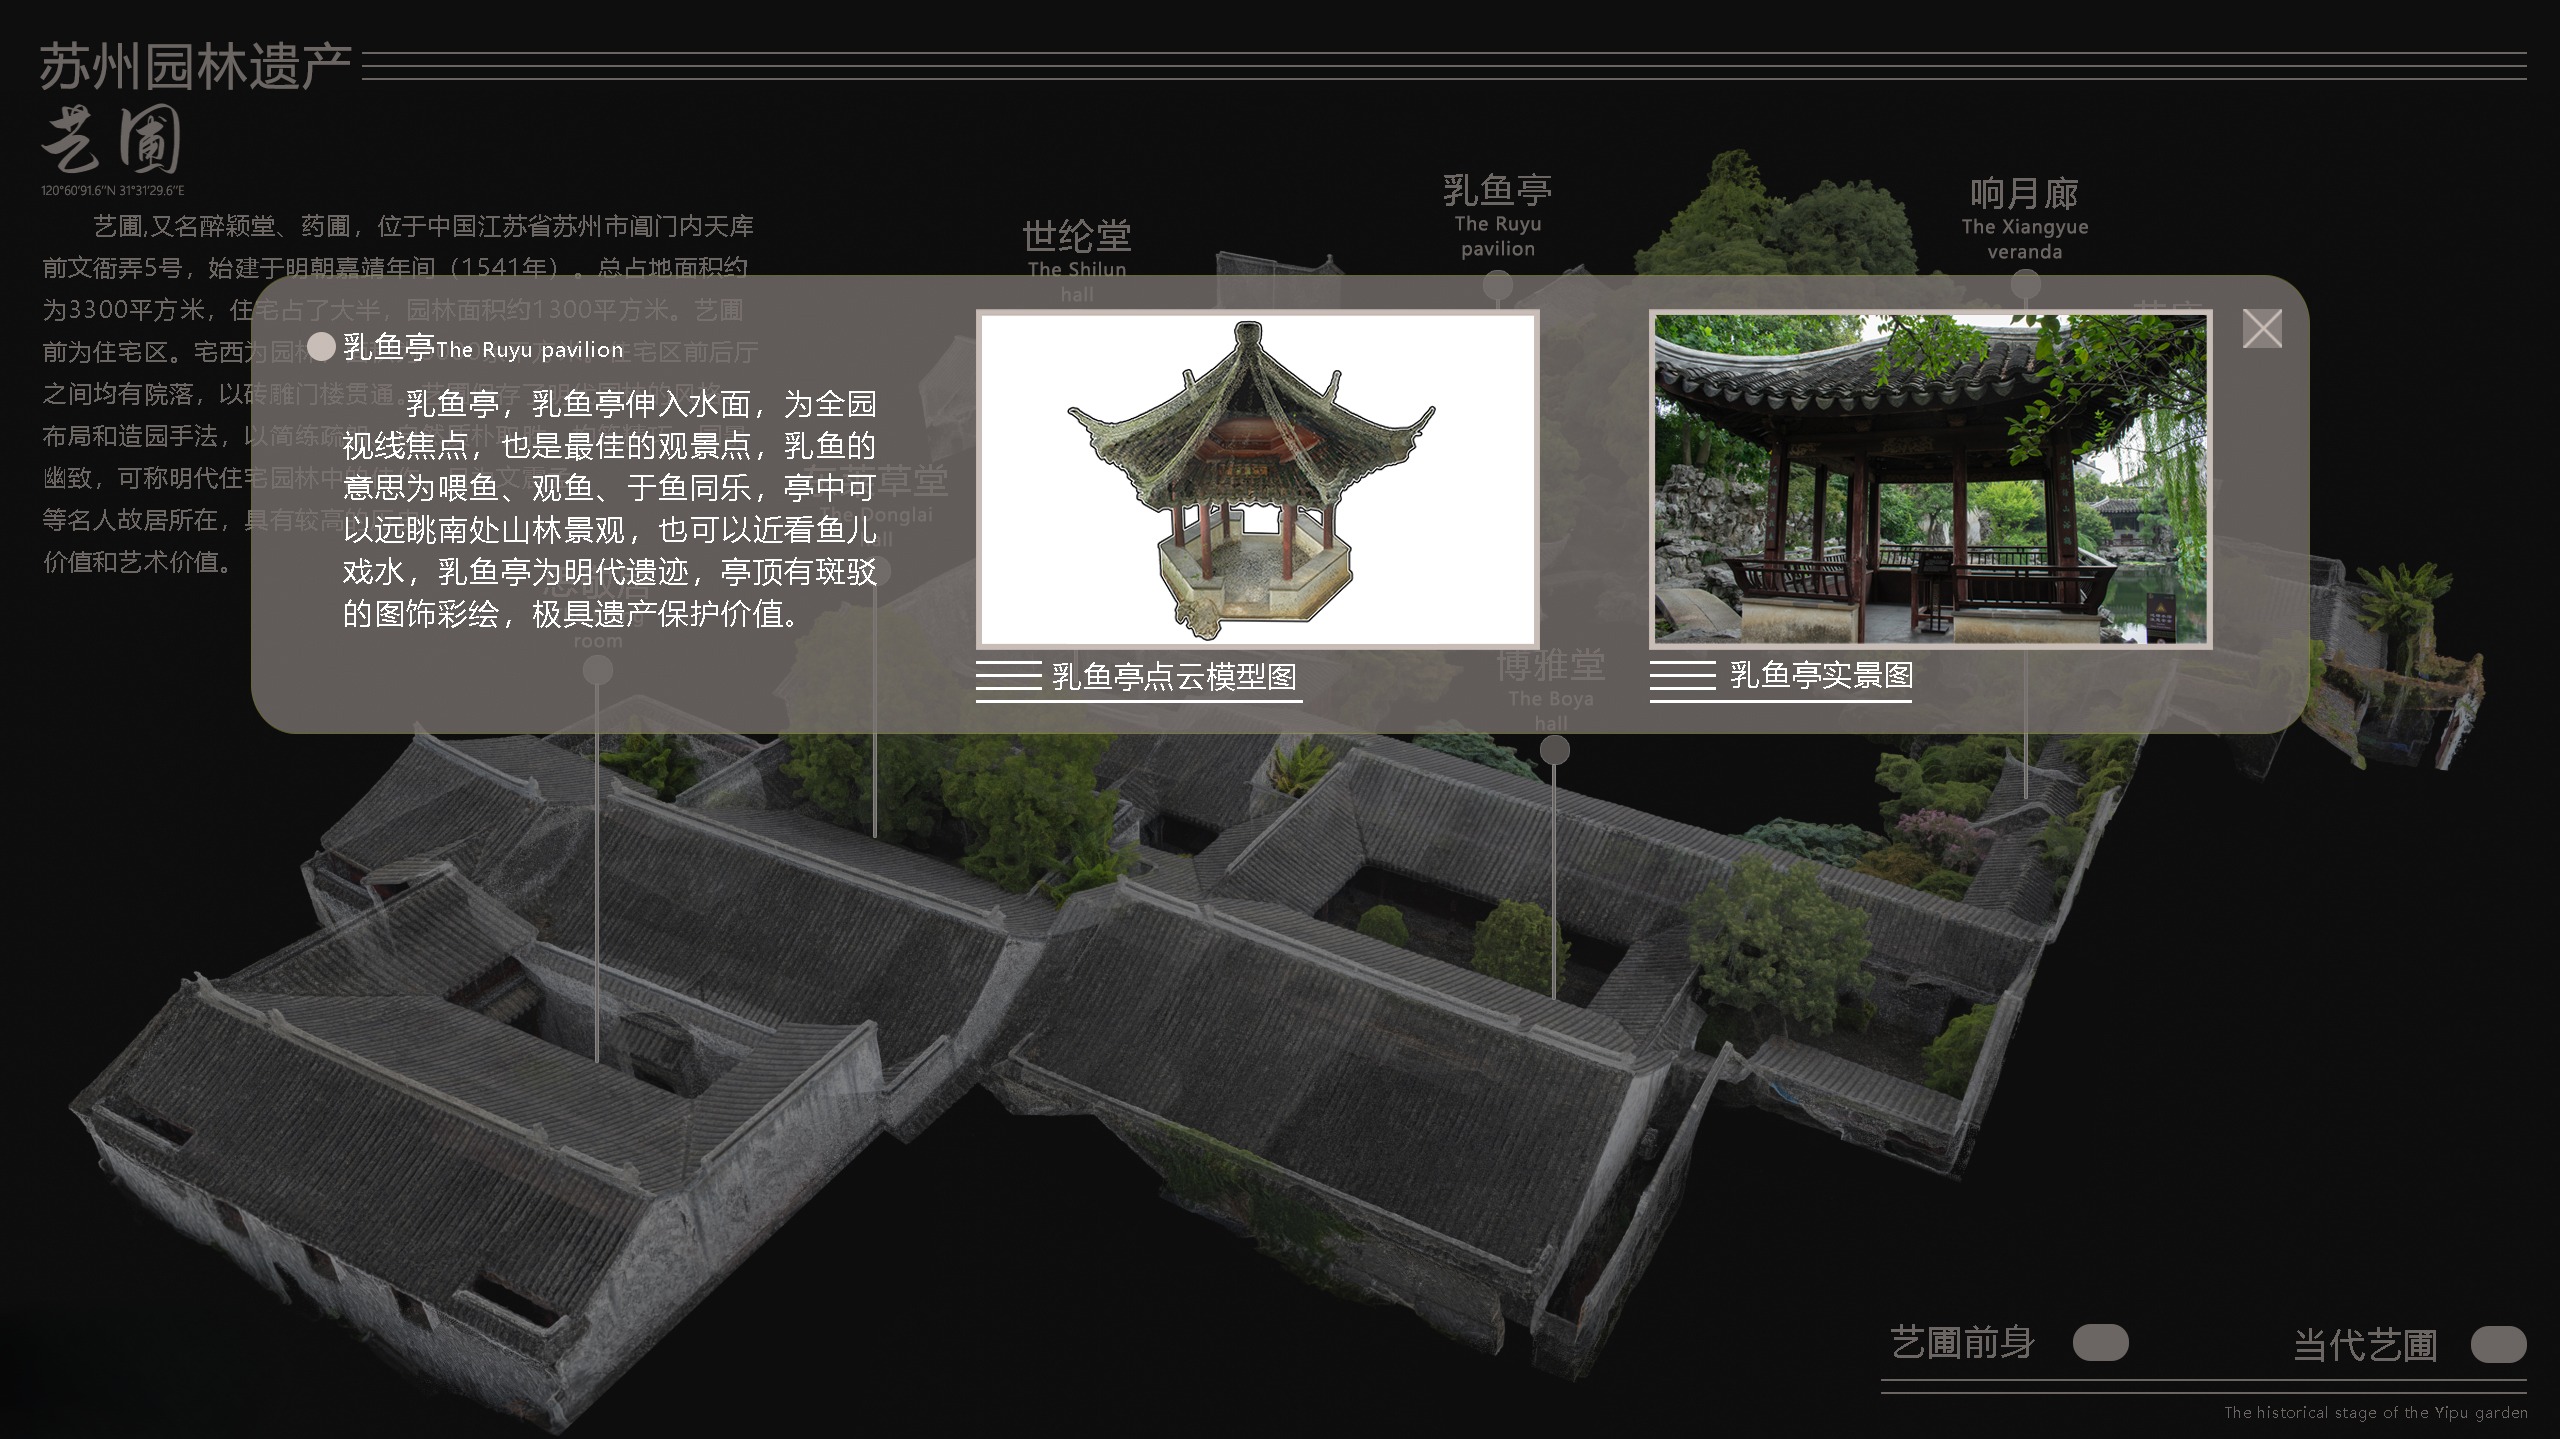 苏州园林遗产
艺圃
120°60'91.6"N 31°31'29.6"E
艺圃,又名醉颖堂、药圃，位于中国江苏省苏州市阊门内天库
前文衙弄5号，始建于明朝嘉靖年间（1541年）。总占地面积约
为3300平方米，住宅占了大半，园林面积约1300平方米。艺圃
前为住宅区。宅西为园林
住宅区前后厅
之间均有院落，以砖雕门楼贯通。
布局和造园手法，以简练疏朗
幽致，可称明代住宅园林中的佳作
等名人故居所在，具有较高的历史
价值和艺术价值。
世纶堂
The Shilun
hall
乳鱼亭
The Ruyu
pavilion
响月廊
The Xiangyue
veranda
乳鱼亭The Ruyu pavilion
乳鱼亭，乳鱼亭伸入水面，为全园
视线焦点，也是最佳的观景点，乳鱼的
意思为喂鱼、观鱼、于鱼同乐，亭中可
以远眺南处山林景观，也可以近看鱼儿
戏水，乳鱼亭为明代遗迹，亭顶有斑驳
的图饰彩绘，极具遗产保护价值。
草堂
The Donglai
room
乳鱼亭点云模型图
乳鱼亭实景图
博雅堂
The Boya
hall
艺圃前身
当代艺圃
The historical stage of the Yipu garden